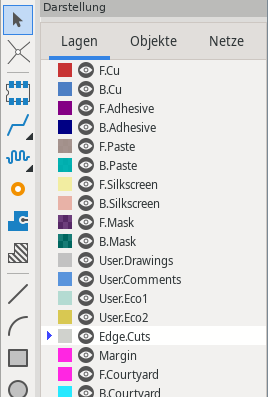 Darstellung
Lagen Objekte Netze
F.Cu
B.Cu
F.Adhesive
B.Adhesive
F.Paste
B.Paste
F.Silkscreen
B.Silkscreen
F.Mask
B.Mask
User.Drawings
User.Comments
User.Eco1
User.Eco2
Edge.Cuts
Margin
F.Courtyard
B.Courtyard